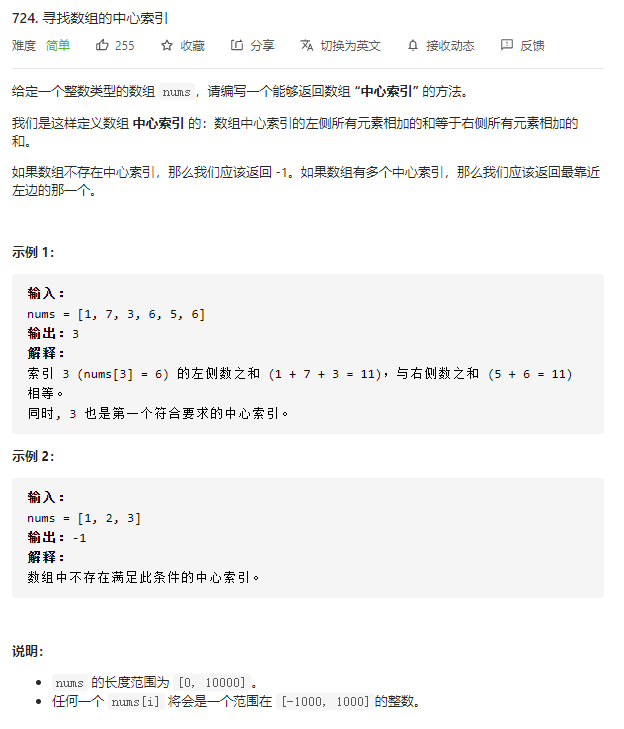 724. 寻找数组的中心索引
难度 简单 255 收藏 分享 切换为英文 接收动态 反馈
给定一个整数类型的数组 nums，请编写一个能够返回数组 “中心索引” 的方法。
我们是这样定义数组 中心索引 的：数组中心索引的左侧所有元素相加的和等于右侧所有元素相加的
和。
如果数组不存在中心索引，那么我们应该返回 -1。如果数组有多个中心索引，那么我们应该返回最靠近
左边的那一个。
示例 1：
输入：
nums = [1, 7, 3, 6, 5, 6]
输出：3
解释：
索引 3 (nums[3] = 6) 的左侧数之和 (1 + 7 + 3 = 11)，与右侧数之和 (5 + 6 = 11)
相等。
同时, 3 也是第一个符合要求的中心索引。
示例 2：
输入：
nums = [1, 2, 3]
输出：-1
解释：
数组中不存在满足此条件的中心索引。
说明：
• nums 的长度范围为 [0, 10000]。
• 任何一个 nums[i] 将会是一个范围在 [-1000, 1000]的整数。